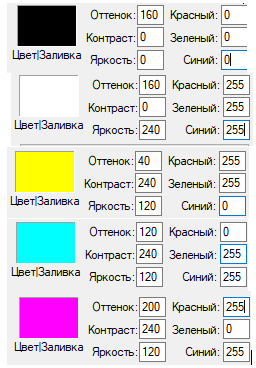 Оттенок: 160 Красный: 0
Контраст: 0 Зеленый: 0
Цвет|Заливка Яркость: 0 Синий: 0
Оттенок: 160 Красный: 255
Контраст: 0 Зеленый: 255
Цвет|Заливка Яркость: 240 Синий: 255
Оттенок: 40 Красный: 255
Контраст: 240 Зеленый: 255
Цвет|Заливка Яркость: 120 Синий: 0
Оттенок: 120 Красный: 0
Контраст: 240 Зеленый: 255
Цвет|Заливка Яркость: 120 Синий: 255
Оттенок: 200 Красный: 255
Контраст: 240 Зеленый: 0
Цвет|Заливка Яркость: 120 Синий: 255